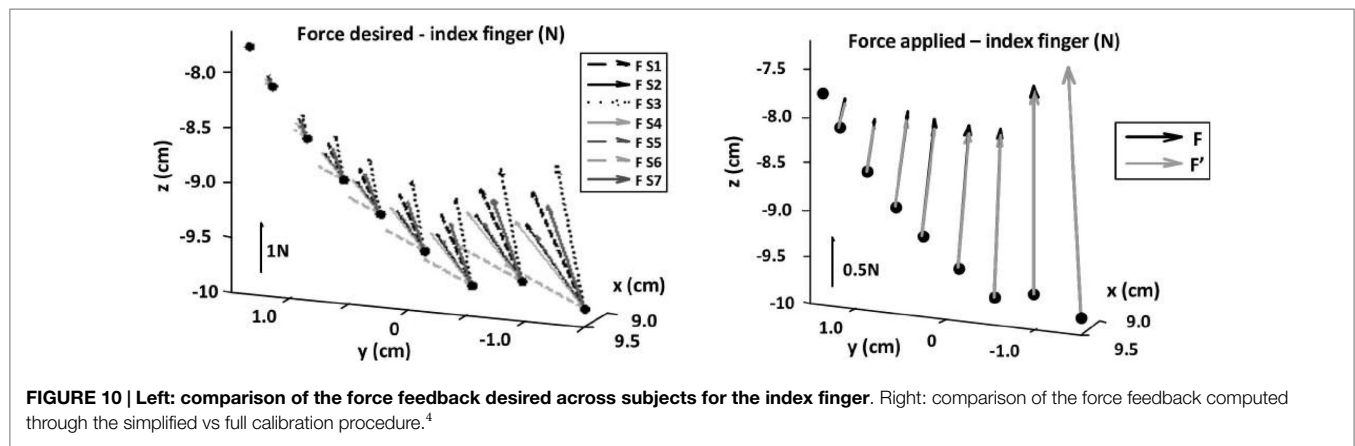 Force desired - index finger (N)
-8.0
-8.5
-9.0
-9.5
-10
z (cm)
1N
1.0
0
-1.0
y (cm)
9.0
9.5
x (cm)
F S1
F S2
F S3
F S4
F S5
F S6
F S7
Force applied – index finger (N)
-7.5
-8.0
-8.5
-9.0
-9.5
-10
z (cm)
0.5N
1.0
0
-1.0
y (cm)
9.0
9.5
x (cm)
F
F'
FIGURE 10 | Left: comparison of the force feedback desired across subjects for the index finger. Right: comparison of the force feedback computed
through the simplified vs full calibration procedure.⁴